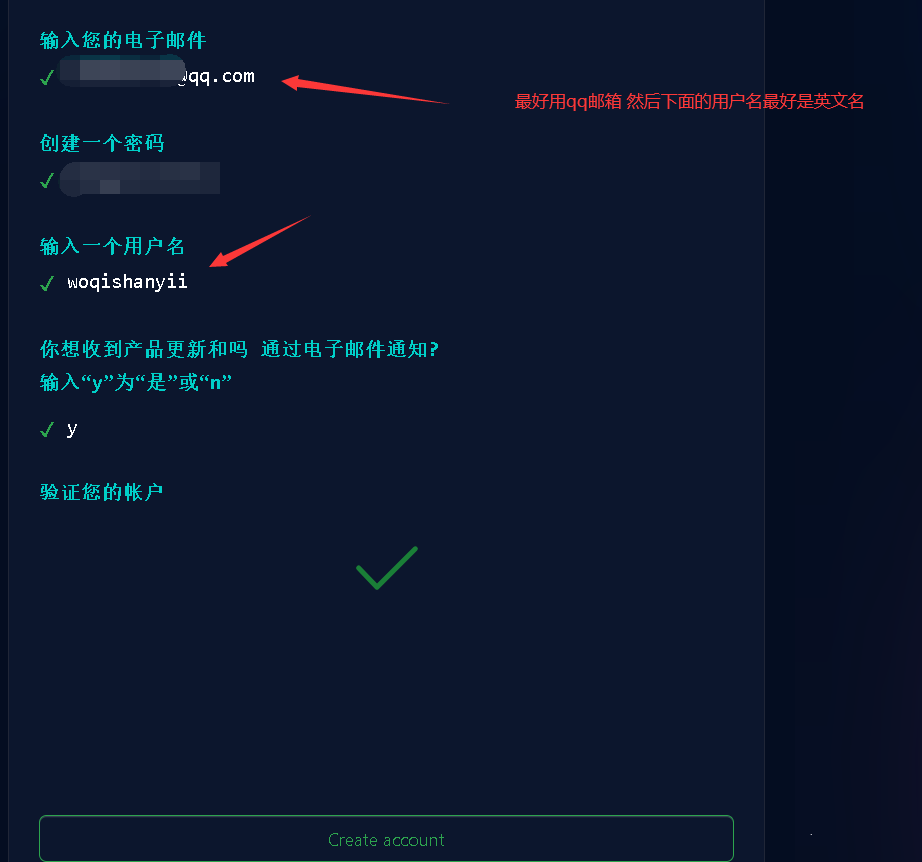 输入您的电子邮件
@qq.com
最好用qq邮箱 然后下面的用户名最好是英文名
创建一个密码
输入一个用户名
woqishanyii
你想收到产品更新和吗 通过电子邮件通知?
输入“y”为“是”或“n”
y
验证您的帐户
Create account